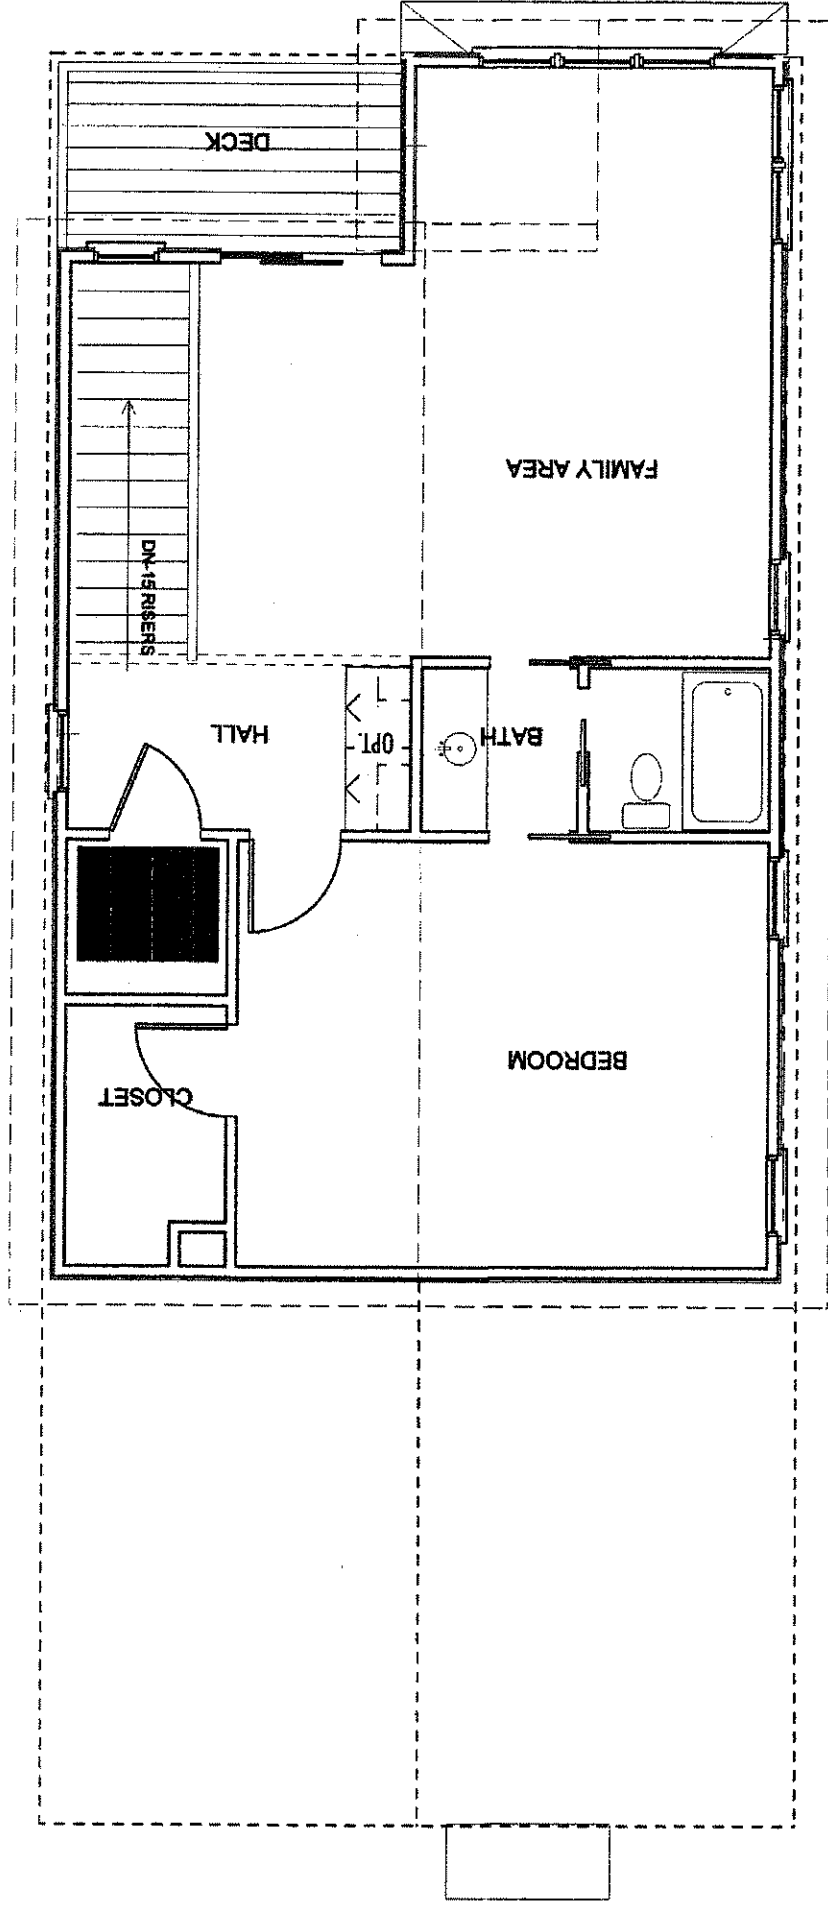 DECK
FAMILY AREA
DN-15 RISERS
HALL
OPT.
BATH
BEDROOM
CLOSET